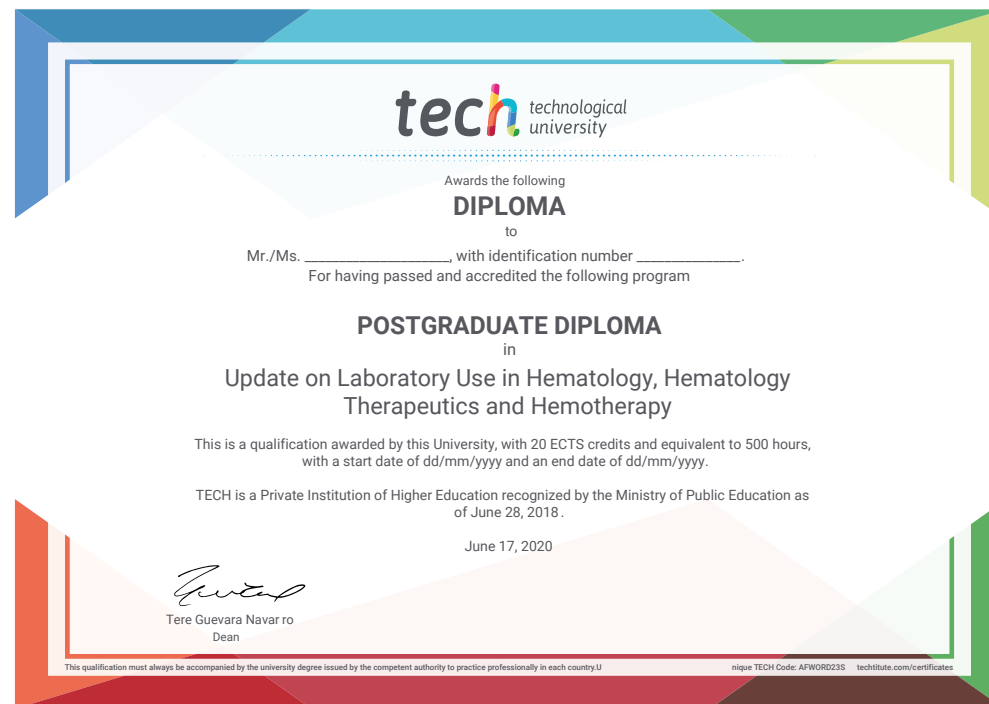 tech technological
university
Awards the following
DIPLOMA
to
Mr./Ms. ____________________, with identification number ______________.
For having passed and accredited the following program
POSTGRADUATE DIPLOMA
in
Update on Laboratory Use in Hematology, Hematology
Therapeutics and Hemotherapy
This is a qualification awarded by this University, with 20 ECTS credits and equivalent to 500 hours,
with a start date of dd/mm/yyyy and an end date of dd/mm/yyyy.
TECH is a Private Institution of Higher Education recognized by the Ministry of Public Education as
of June 28, 2018.
June 17, 2020
Tere Guevara Navar ro
Dean
This qualification must always be accompanied by the university degree issued by the competent authority to practice professionally in each country.U nique TECH Code: AFWORD23S techtitute.com/certificates